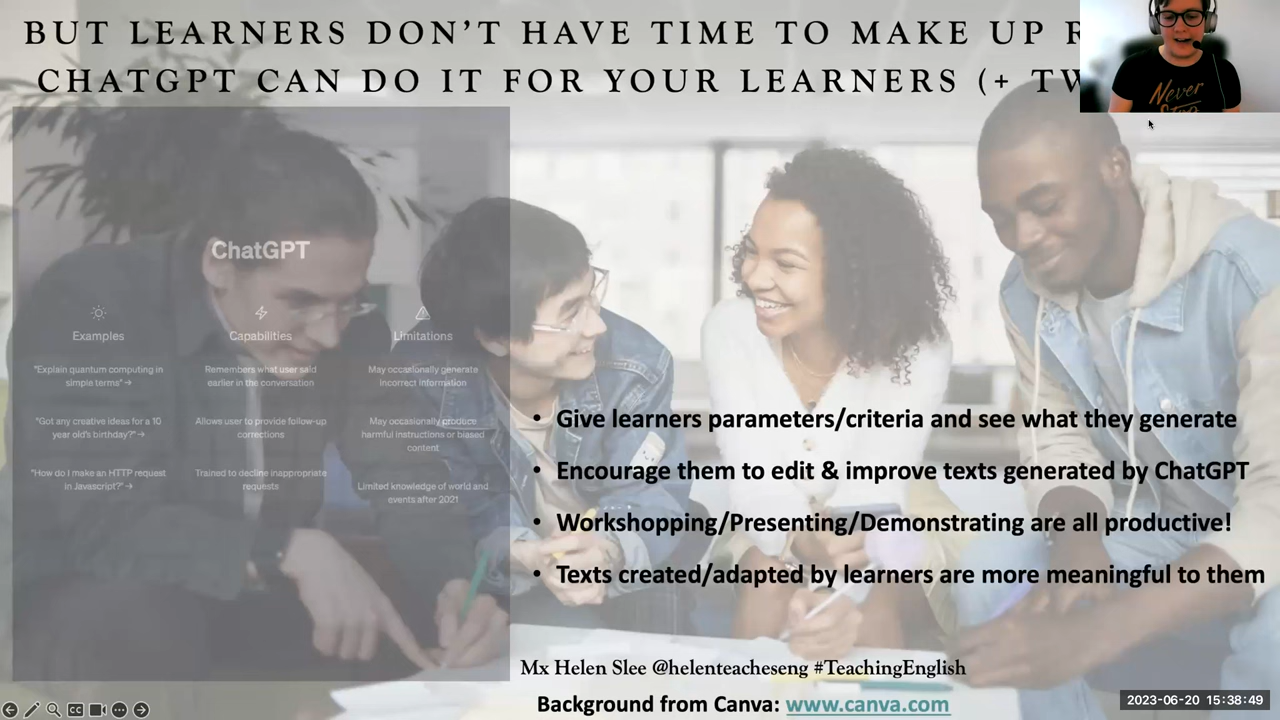 BUT LEARNERS DON'T HAVE TIME TO MAKE UP
CHATGPT CAN DO IT FOR YOUR LEARNERS (+
Never
ChatGPT
Examples
Capabilities
Limitations
"Explain quantum computing in
simple terms" →
Remembers what user said
earlier in the conversation
May occasionally generate
incorrect information
"Got any creative ideas for a 10
year old's birthday?" →
Allows user to provide follow-up
corrections
May occasionally produce
harmful instructions or biased
content
"How do I make an HTTP request
in Javascript?" →
Trained to decline inappropriate
requests
Limited knowledge of world and
events after 2021
• Give learners parameters/criteria and see what they generate
• Encourage them to edit & improve texts generated by ChatGPT
• Workshopping/Presenting/Demonstrating are all productive!
• Texts created/adapted by learners are more meaningful to them
Mx Helen Slee @helenteacheseng #TeachingEnglish
Background from Canva: www.canva.com
CC
2023-06-20 15:38:49